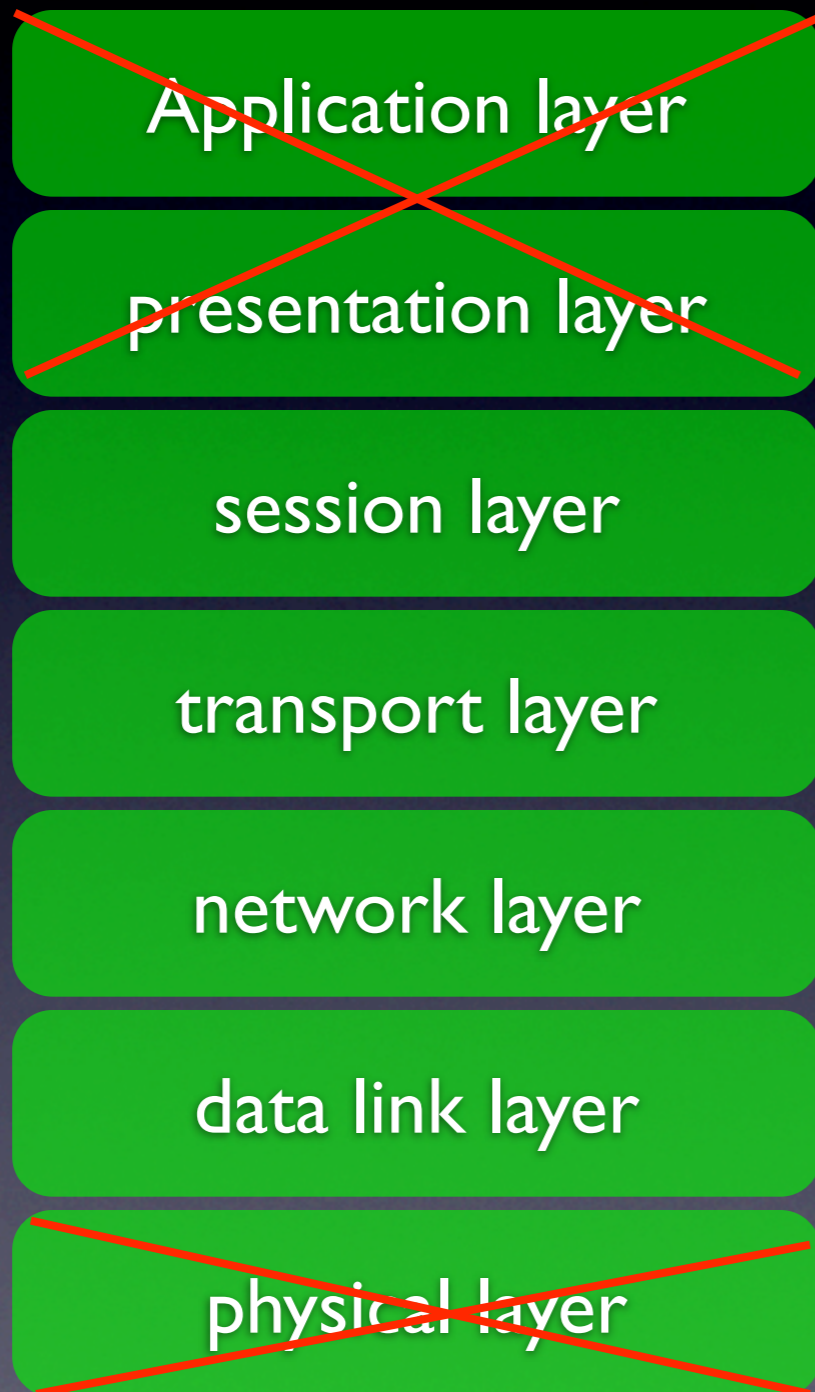 Application layer
presentation layer
session layer
transport layer
network layer
data link layer
physical layer